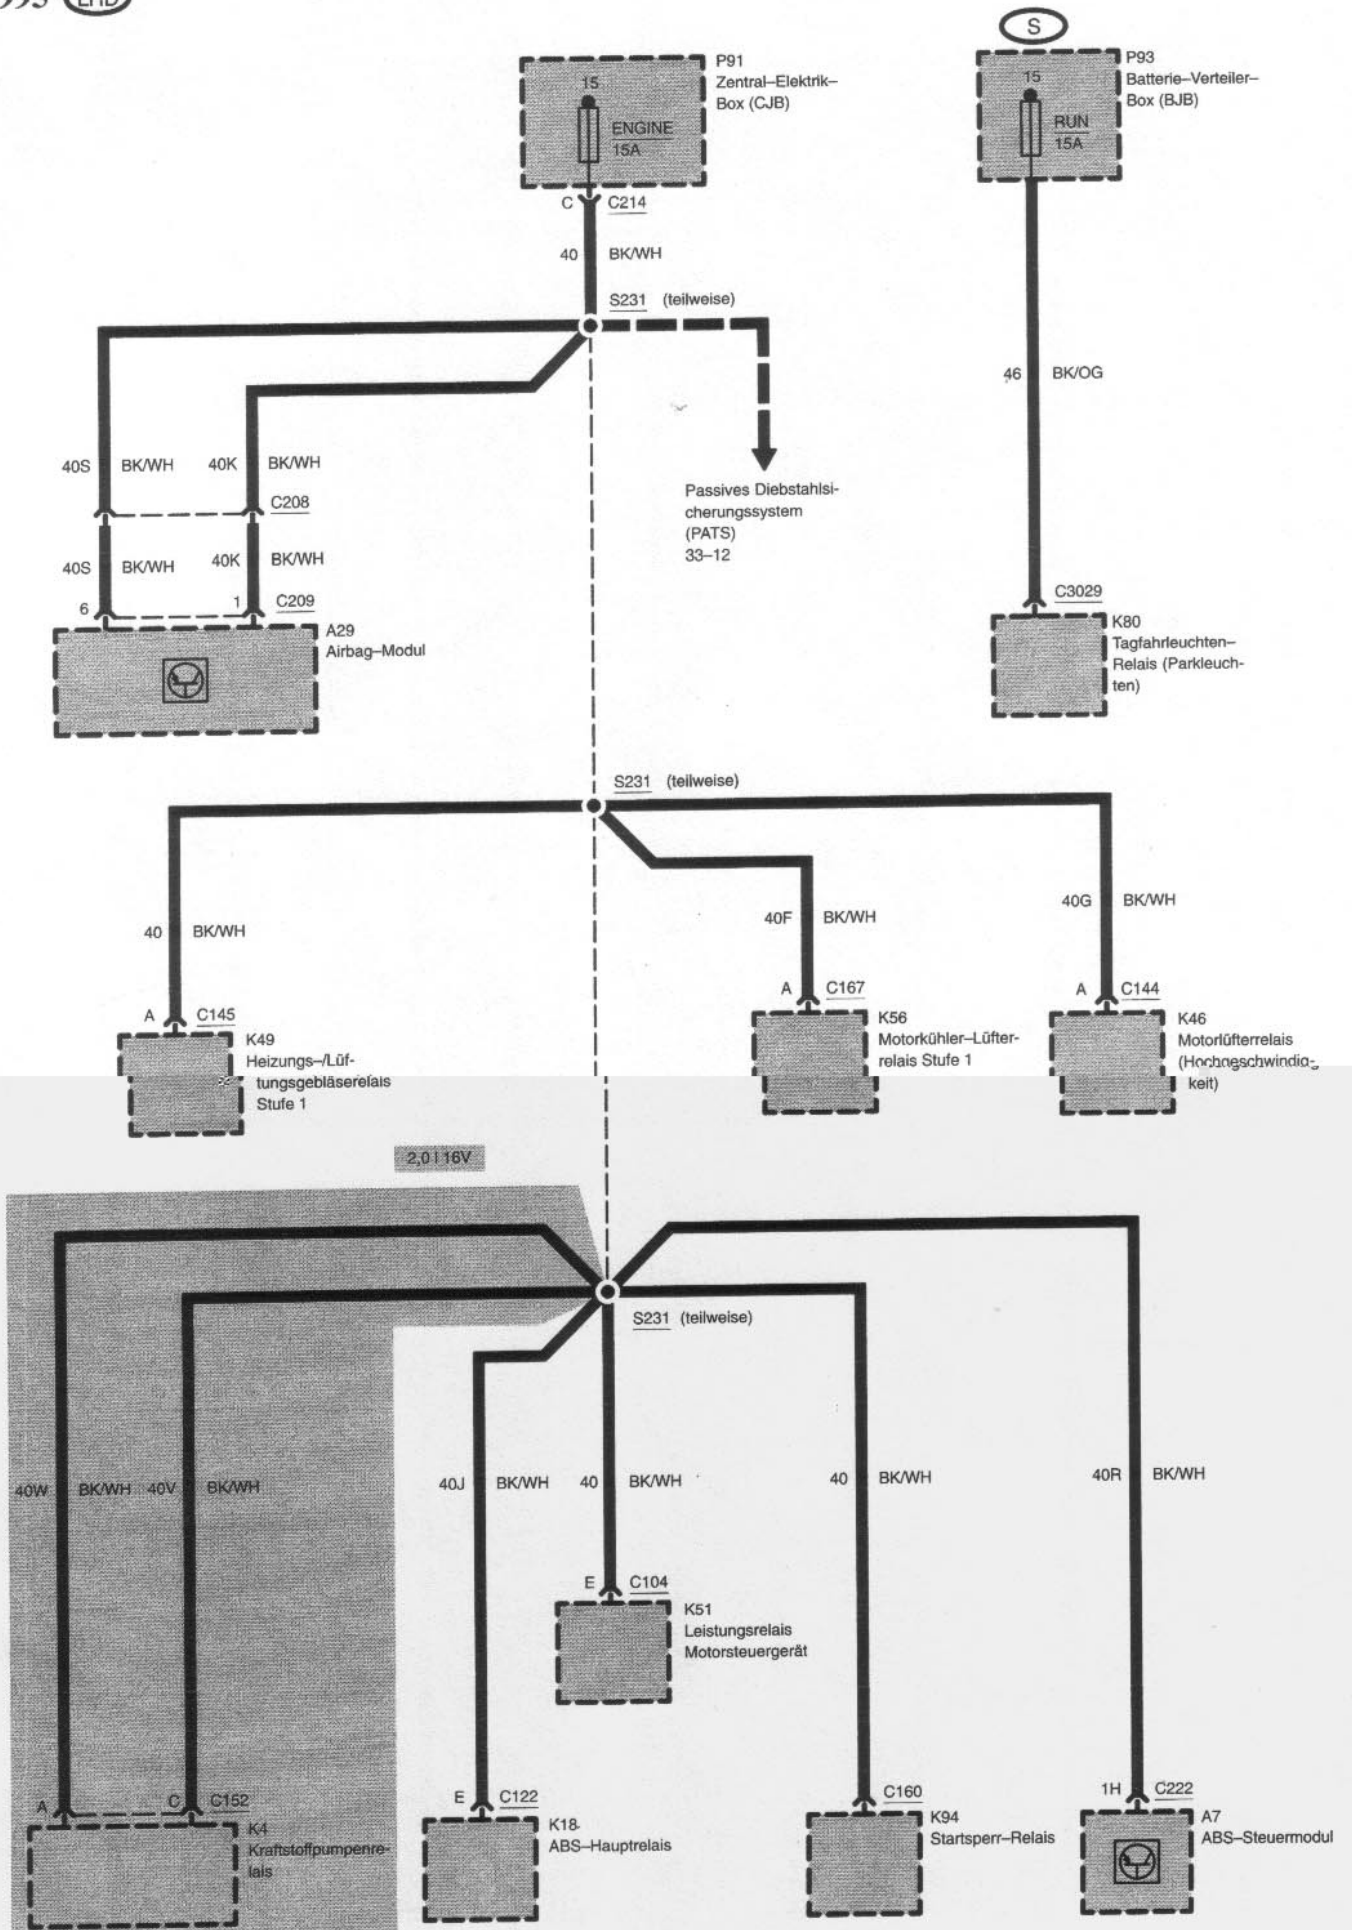 S
P91
Zentral–Elektrik–
Box (CJB)
15
ENGINE
15A
P93
Batterie–Verteiler–
Box (BJB)
15
RUN
15A
C C214
40 BK/WH
S231 (teilweise)
46 BK/OG
40S BK/WH 40K BK/WH
C208
Passives Diebstahlsi-
cherungssystem
(PATS)
33–12
40S BK/WH 40K BK/WH
6 1 C209
A29
Airbag–Modul
C3029
K80
Tagfahrleuchten–
Relais (Parkleuch-
ten)
S231 (teilweise)
40 BK/WH
40F BK/WH
40G BK/WH
A C145
K49
Heizungs–/Lüf-
tungsgebläserelais
Stufe 1
A C167
K56
Motorkühler–Lüfter-
relais Stufe 1
A C144
K46
Motorlüfterrelais
(Hochgeschwindig-
keit)
2,0 l 16V
S231 (teilweise)
40W BK/WH 40V BK/WH
40J BK/WH 40 BK/WH
40 BK/WH
40R BK/WH
E C104
K51
Leistungsrelais
Motorsteuergerät
A C C152
K4
Kraftstoffpumpenre-
lais
E C122
K18
ABS–Hauptrelais
C160
K94
Startsperr–Relais
1H C222
A7
ABS–Steuermodul